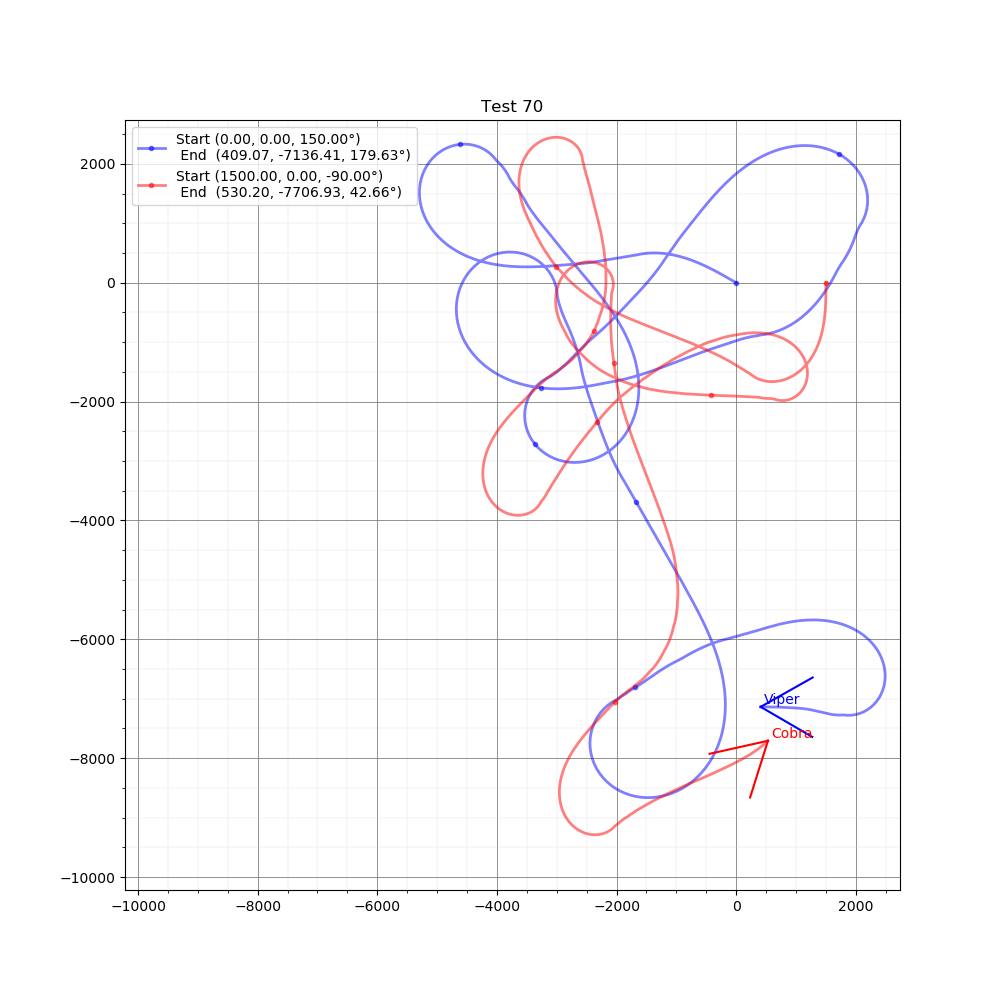 Test 70
Start (0.00, 0.00, 150.00°)
End (409.07, -7136.41, 179.63°)
Start (1500.00, 0.00, -90.00°)
End (530.20, -7706.93, 42.66°)
2000
0
−2000
−4000
−6000
−8000
−10000
Viper
Cobra
−10000 −8000 −6000 −4000 −2000 0 2000